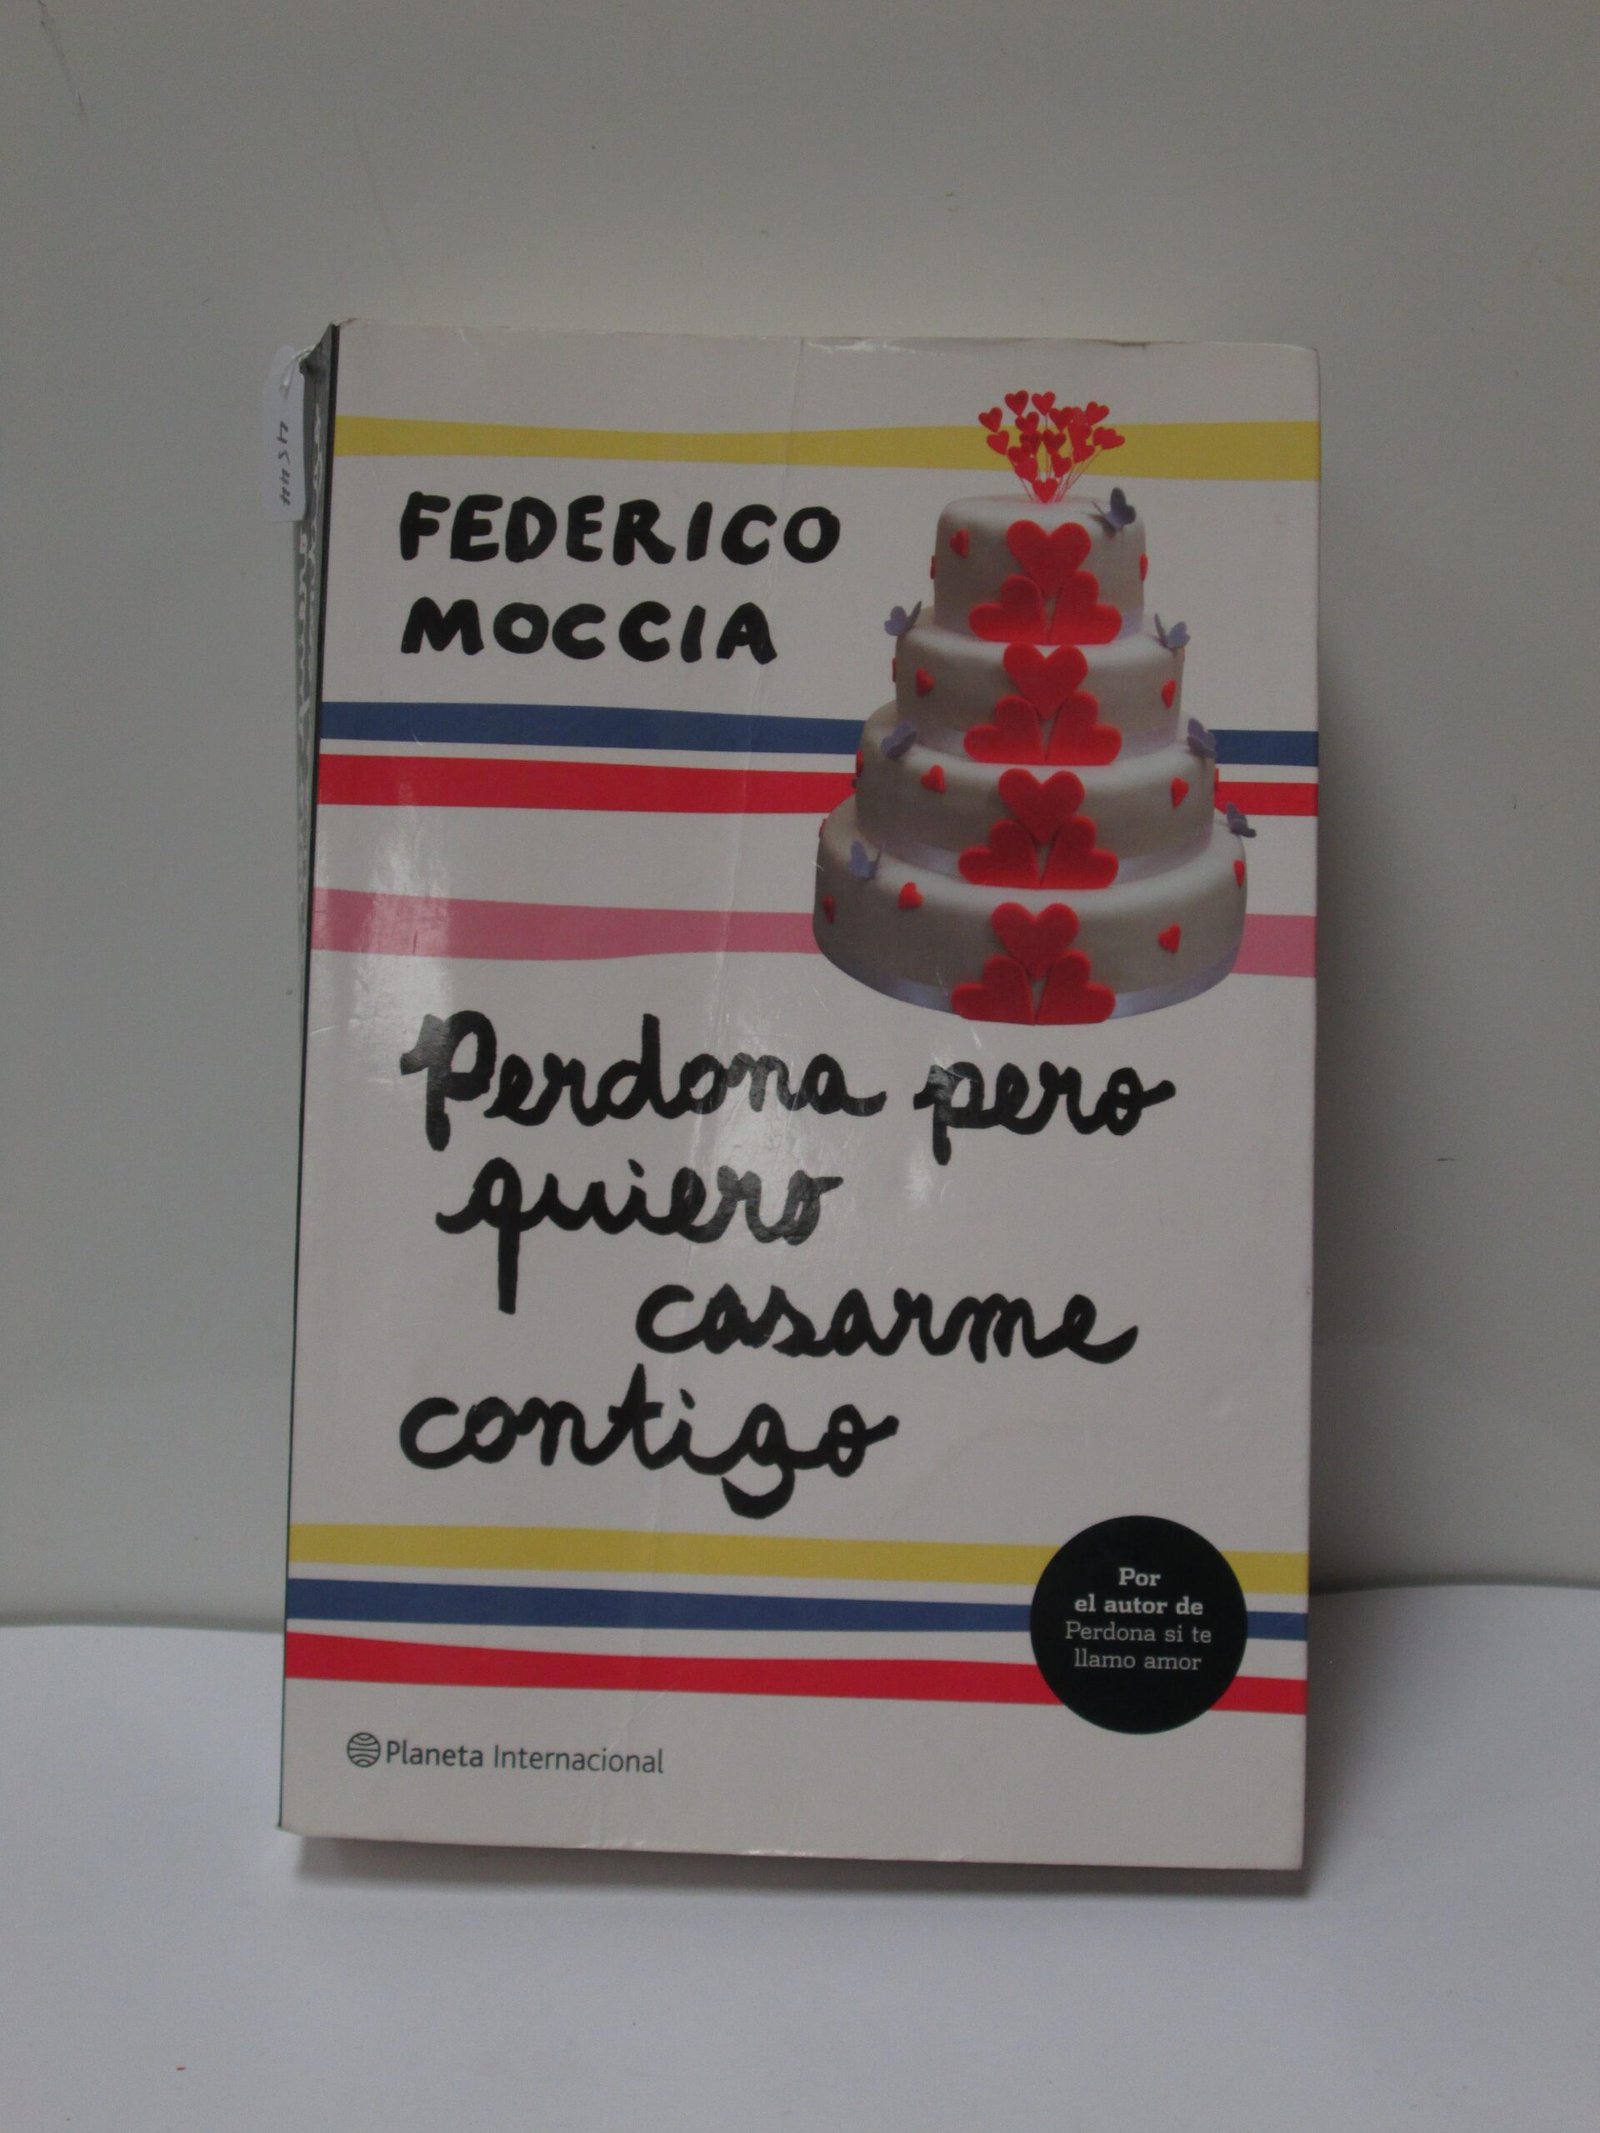 FEDERICO
MOCCIA
Perdona pero
quiero
casarme
contigo
Por
el autor de
Perdona si te
llamo amor
Planeta Internacional